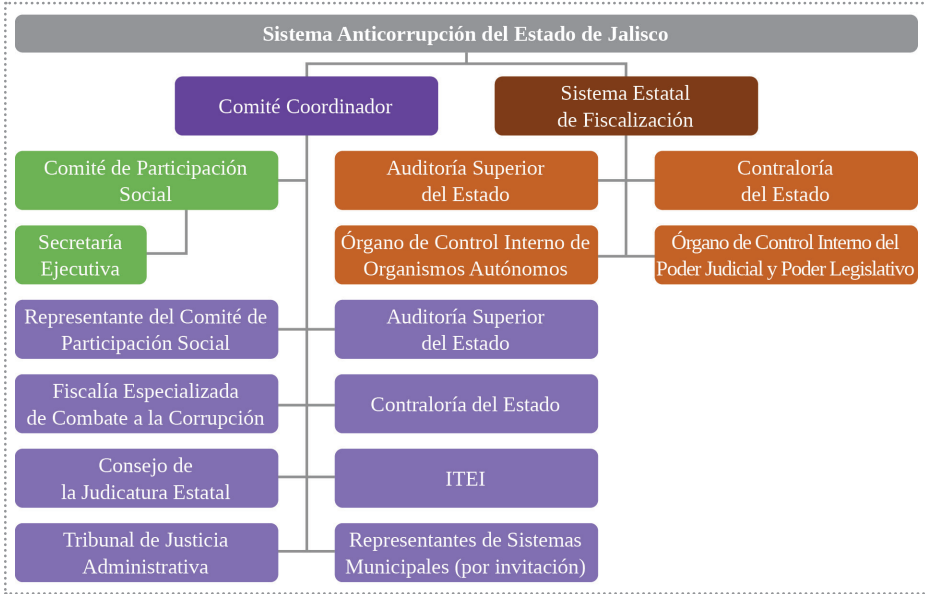 Sistema Anticorrupción del Estado de Jalisco
Comité Coordinador
Sistema Estatal
de Fiscalización
Comité de Participación
Social
Auditoría Superior
del Estado
Contraloría
del Estado
Secretaría
Ejecutiva
Órgano de Control Interno de
Organismos Autónomos
Órgano de Control Interno del
Poder Judicial y Poder Legislativo
Representante del Comité de
Participación Social
Auditoría Superior
del Estado
Fiscalía Especializada
de Combate a la Corrupción
Contraloría del Estado
Consejo de
la Judicatura Estatal
ITEI
Tribunal de Justicia
Administrativa
Representantes de Sistemas
Municipales (por invitación)